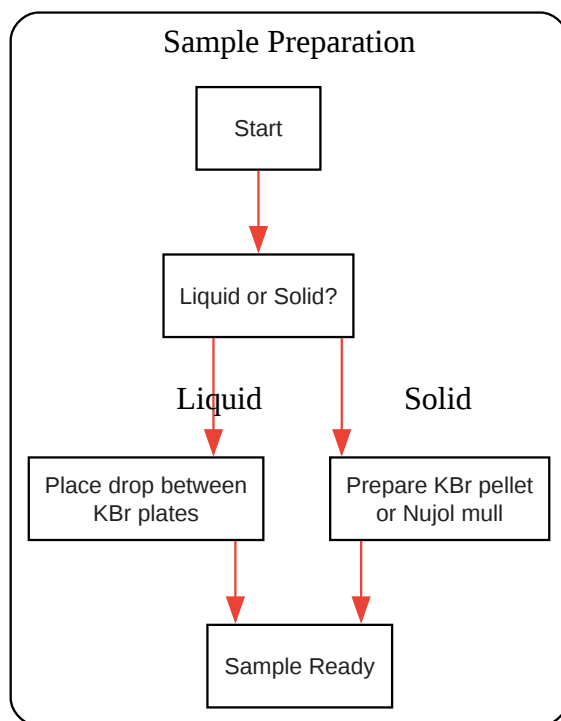 Sample Preparation
Start
Liquid or Solid?
Liquid
Solid
Place drop between
KBr plates
Prepare KBr pellet
or Nujol mull
Sample Ready